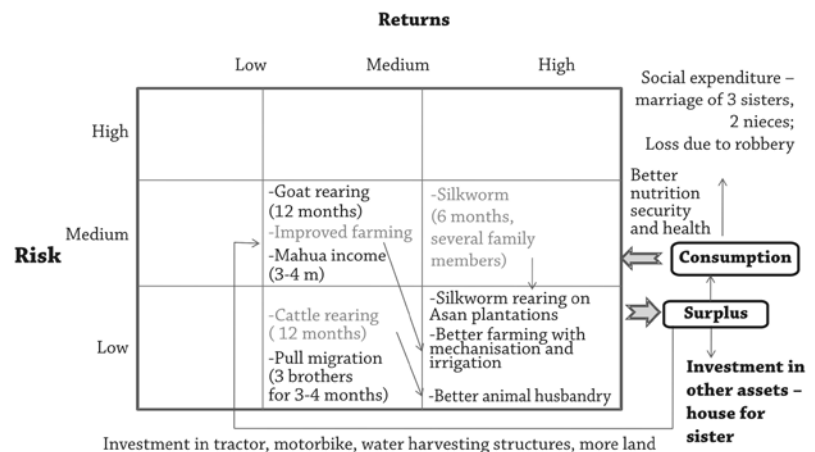 Returns
Low Medium High
Social expenditure –
marriage of 3 sisters,
2 nieces;
Loss due to robbery
High
Better
nutrition
security
and health
Risk
Medium
-Goat rearing
(12 months)
-Improved farming
-Mahua income
(3-4 m)
-Silkworm
(6 months,
several family
members)
Consumption
Low
-Cattle rearing
( 12 months)
-Pull migration
(3 brothers
for 3-4 months)
-Silkworm rearing on
Asan plantations
-Better farming with
mechanisation and
irrigation
-Better animal husbandry
Surplus
Investment in
other assets –
house for
sister
Investment in tractor, motorbike, water harvesting structures, more land